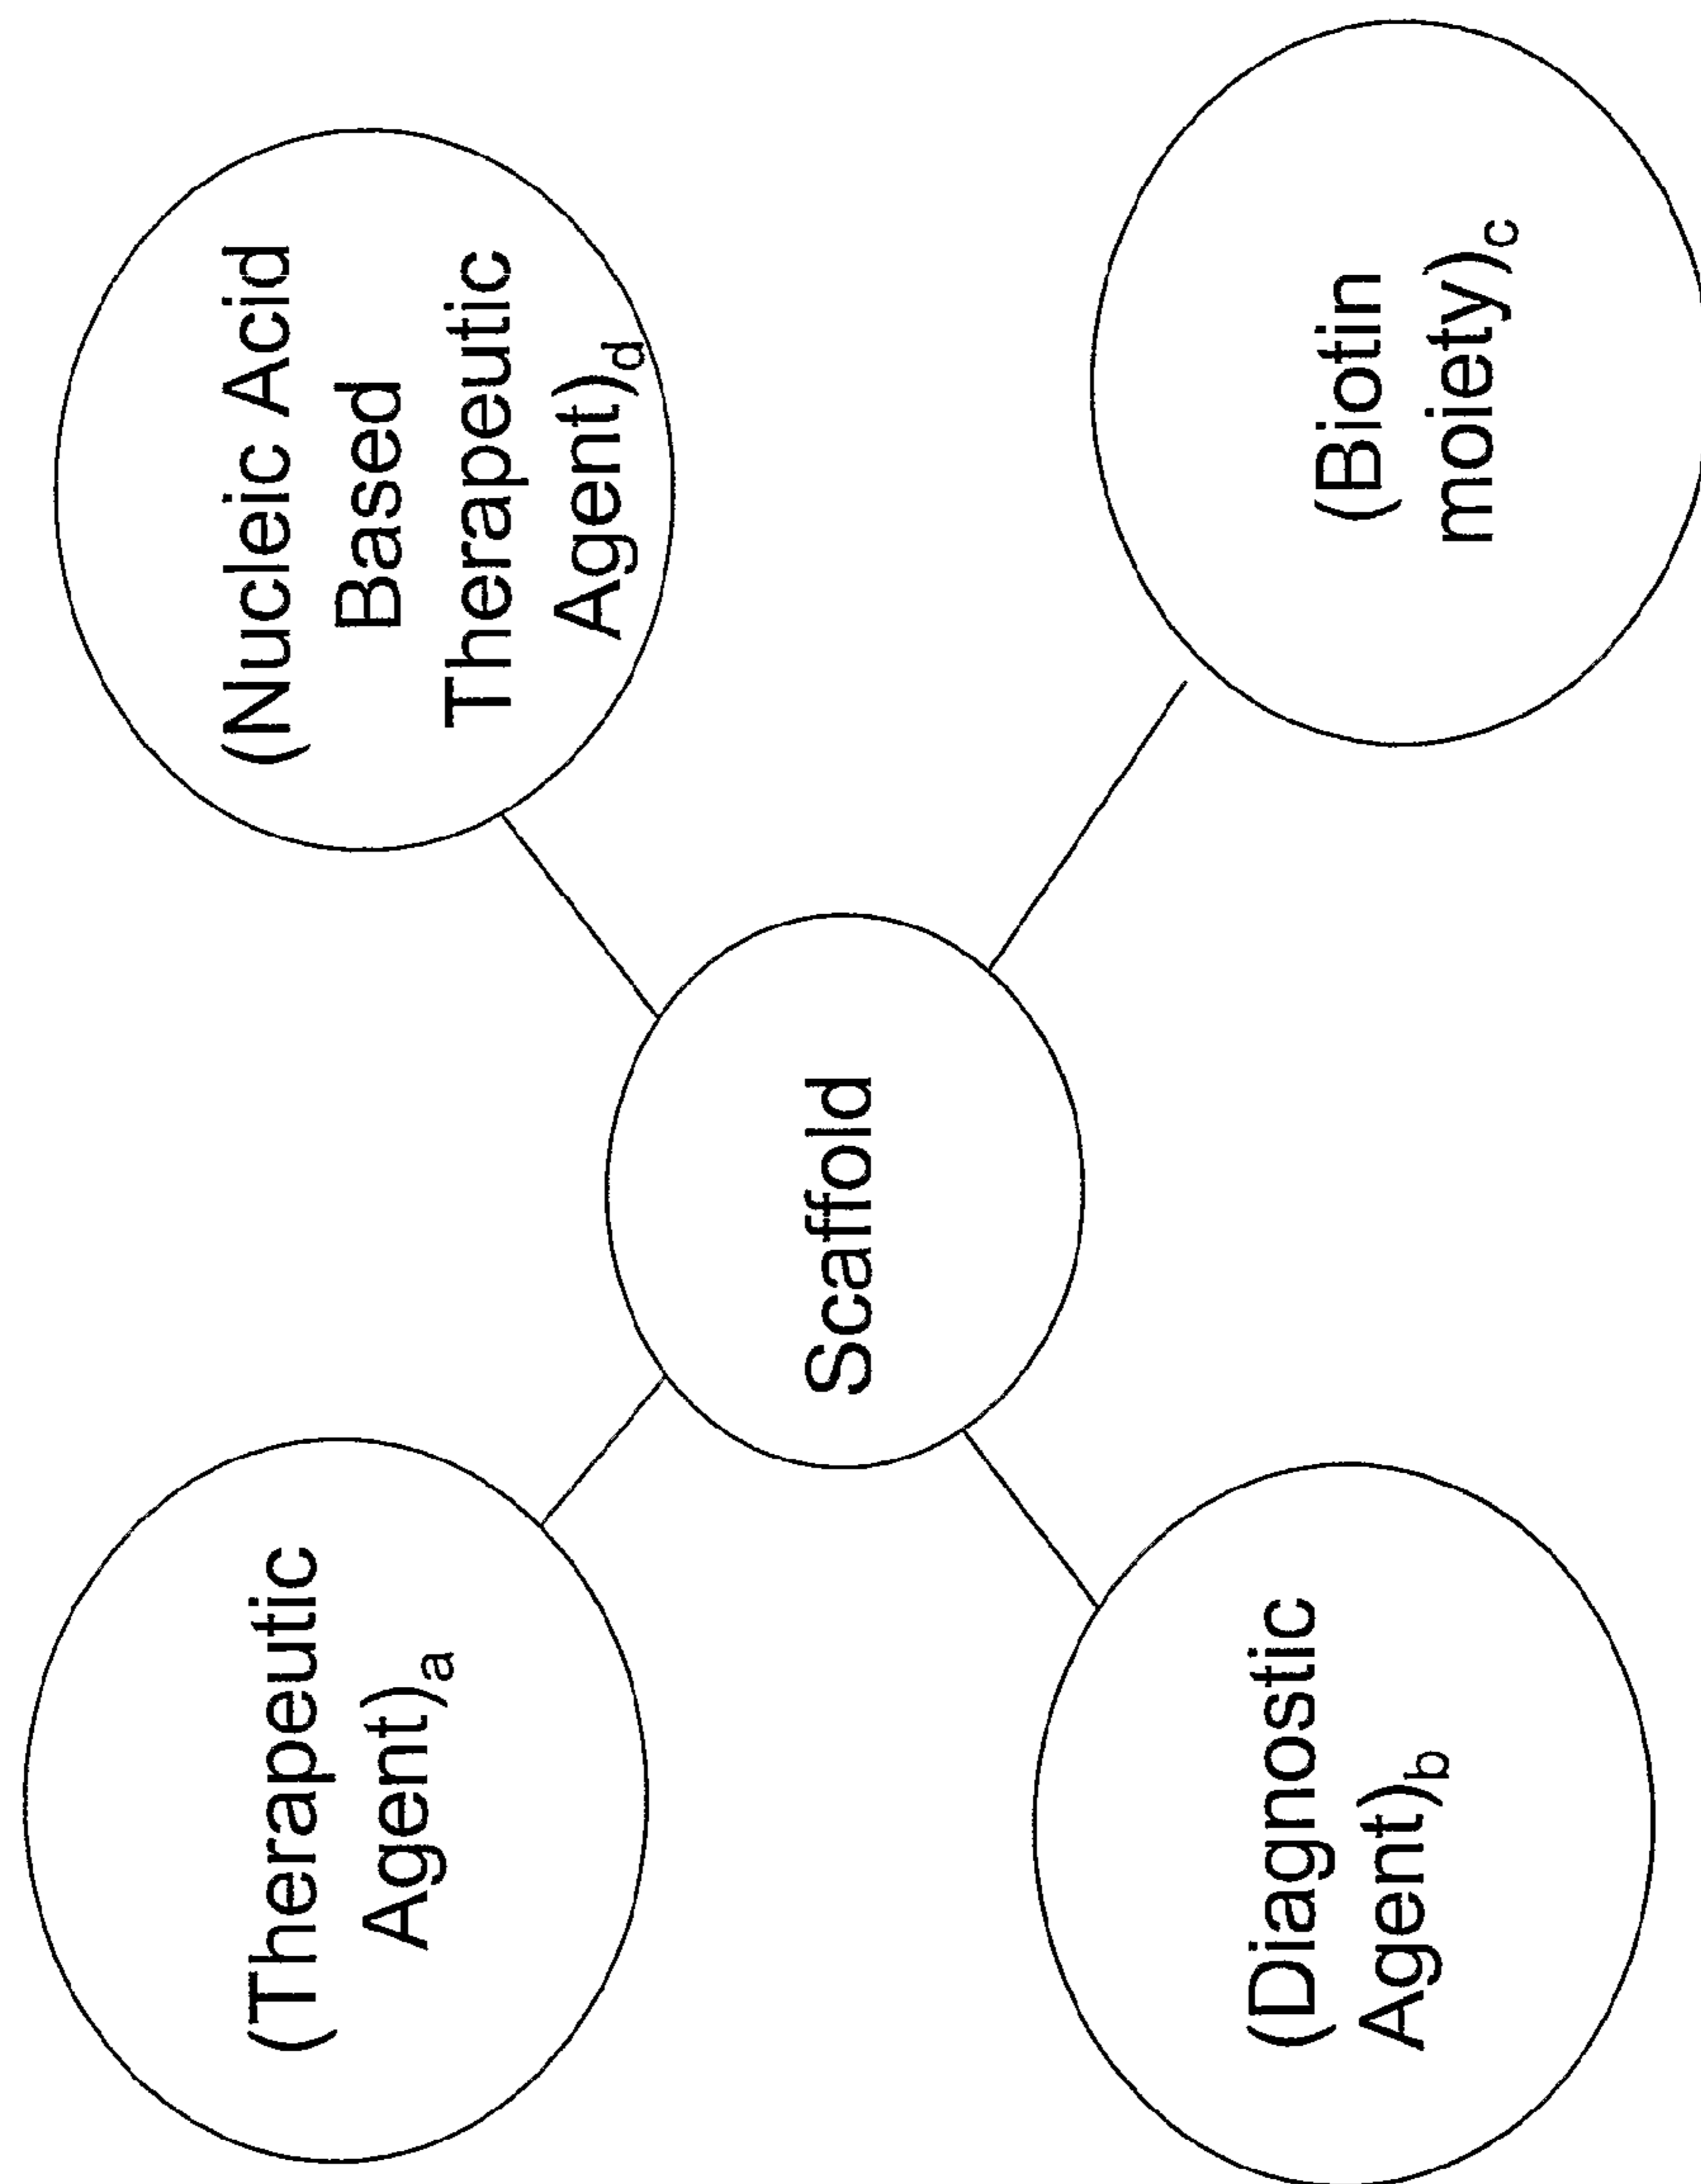 (Therapeutic
Agent)a
(Nucleic Acid
Based
Therapeutic
Agent)d
Scaffold
(Diagnostic
Agent)b
(Biotin
moiety)c